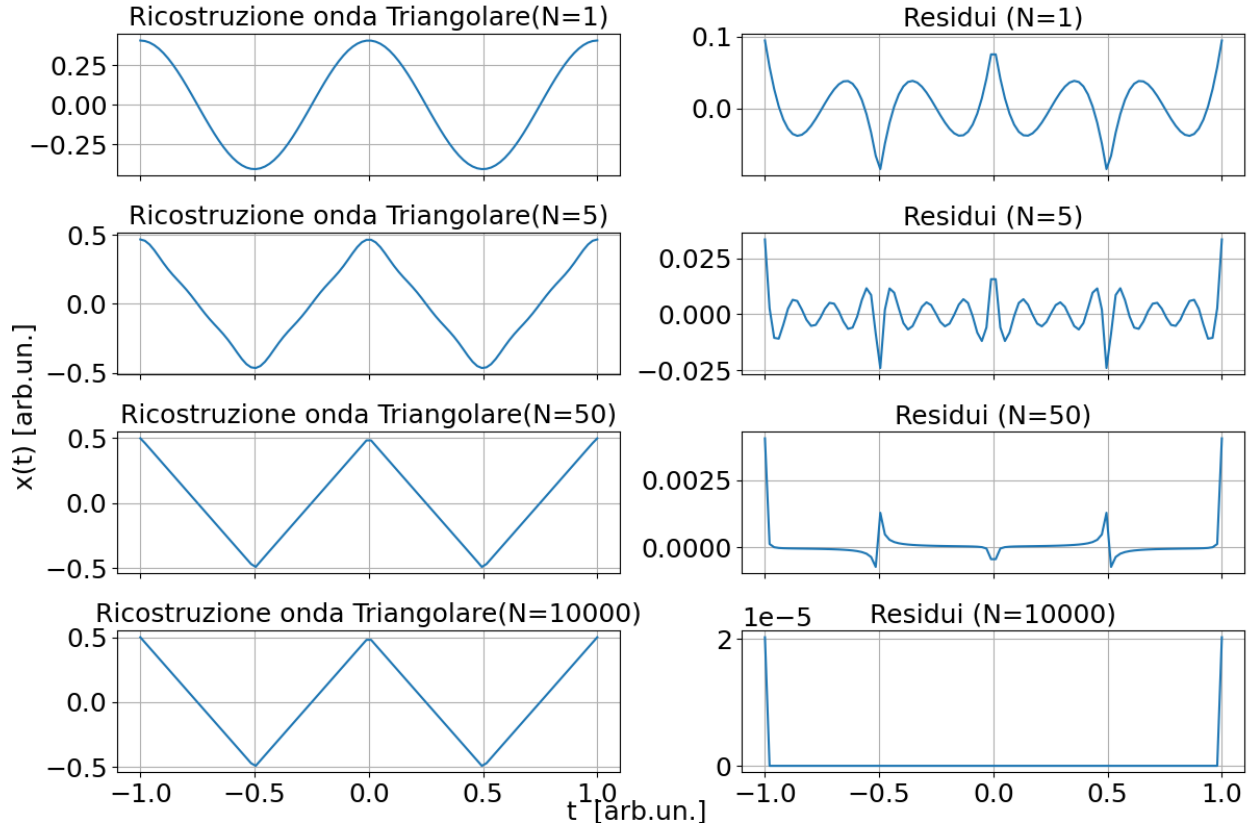 Ricostruzione onda Triangolare(N=1)
0.25
0.00
−0.25
Residui (N=1)
0.1
0.0
Ricostruzione onda Triangolare(N=5)
0.5
0.0
−0.5
Residui (N=5)
0.025
0.000
−0.025
Ricostruzione onda Triangolare(N=50)
0.5
0.0
−0.5
Residui (N=50)
0.0025
0.0000
Ricostruzione onda Triangolare(N=10000)
0.5
0.0
−0.5
−1.0 −0.5 0.0 0.5 1.0
1e−5 Residui (N=10000)
2
0
−1.0 −0.5 0.0 0.5 1.0
x(t) [arb.un.]
t [arb.un.]